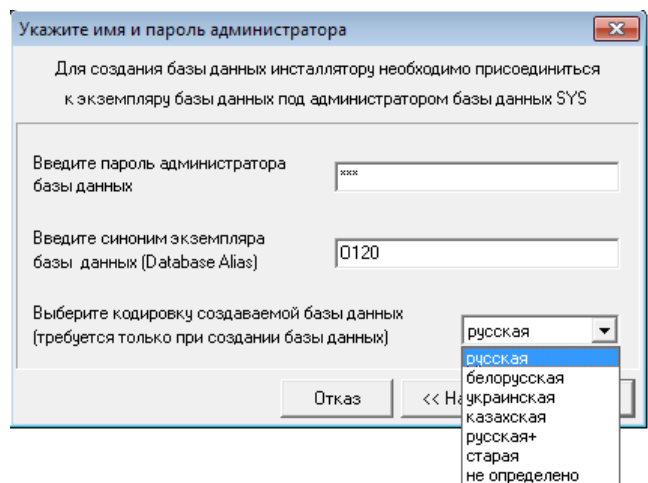 Укажите имя и пароль администратора
Для создания базы данных инсталлятору необходимо присоединиться
к экземпляру базы данных под администратором базы данных SYS
Введите пароль администратора
базы данных
***
Введите синоним экземпляра
базы данных (Database Alias)
O120
Выберите кодировку создаваемой базы данных
(требуется только при создании базы данных)
русская
русская
белорусская
украинская
казахская
русская+
старая
не определено
Отказ
<< На